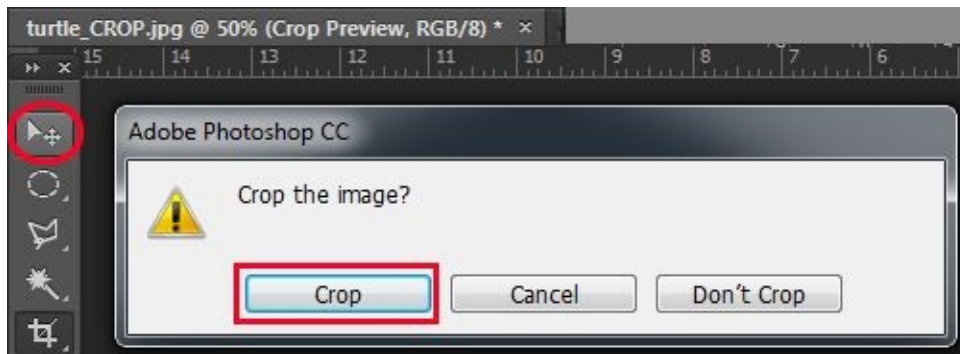 turtle_CROP.jpg @ 50% (Crop Preview, RGB/8) * ×
15 14 13 12 11 10 9 8 7 6
Adobe Photoshop CC
Crop the image?
Crop Cancel Don't Crop